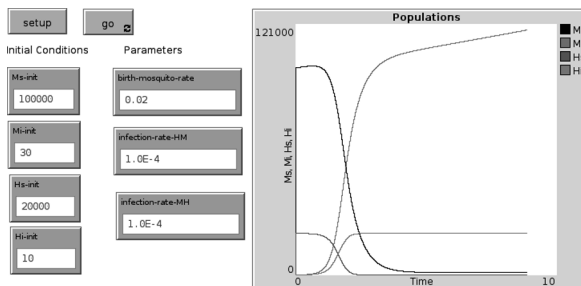 setup
go
Initial Conditions
Parameters
Ms-init
100000
Mi-init
30
Hs-init
20000
Hi-init
10
birth-mosquito-rate
0.02
infection-rate-HM
1.0E-4
infection-rate-MH
1.0E-4
Populations
121000
Ms, Mi, Hs, Hi
0
0
Time
10
M
M
H
H